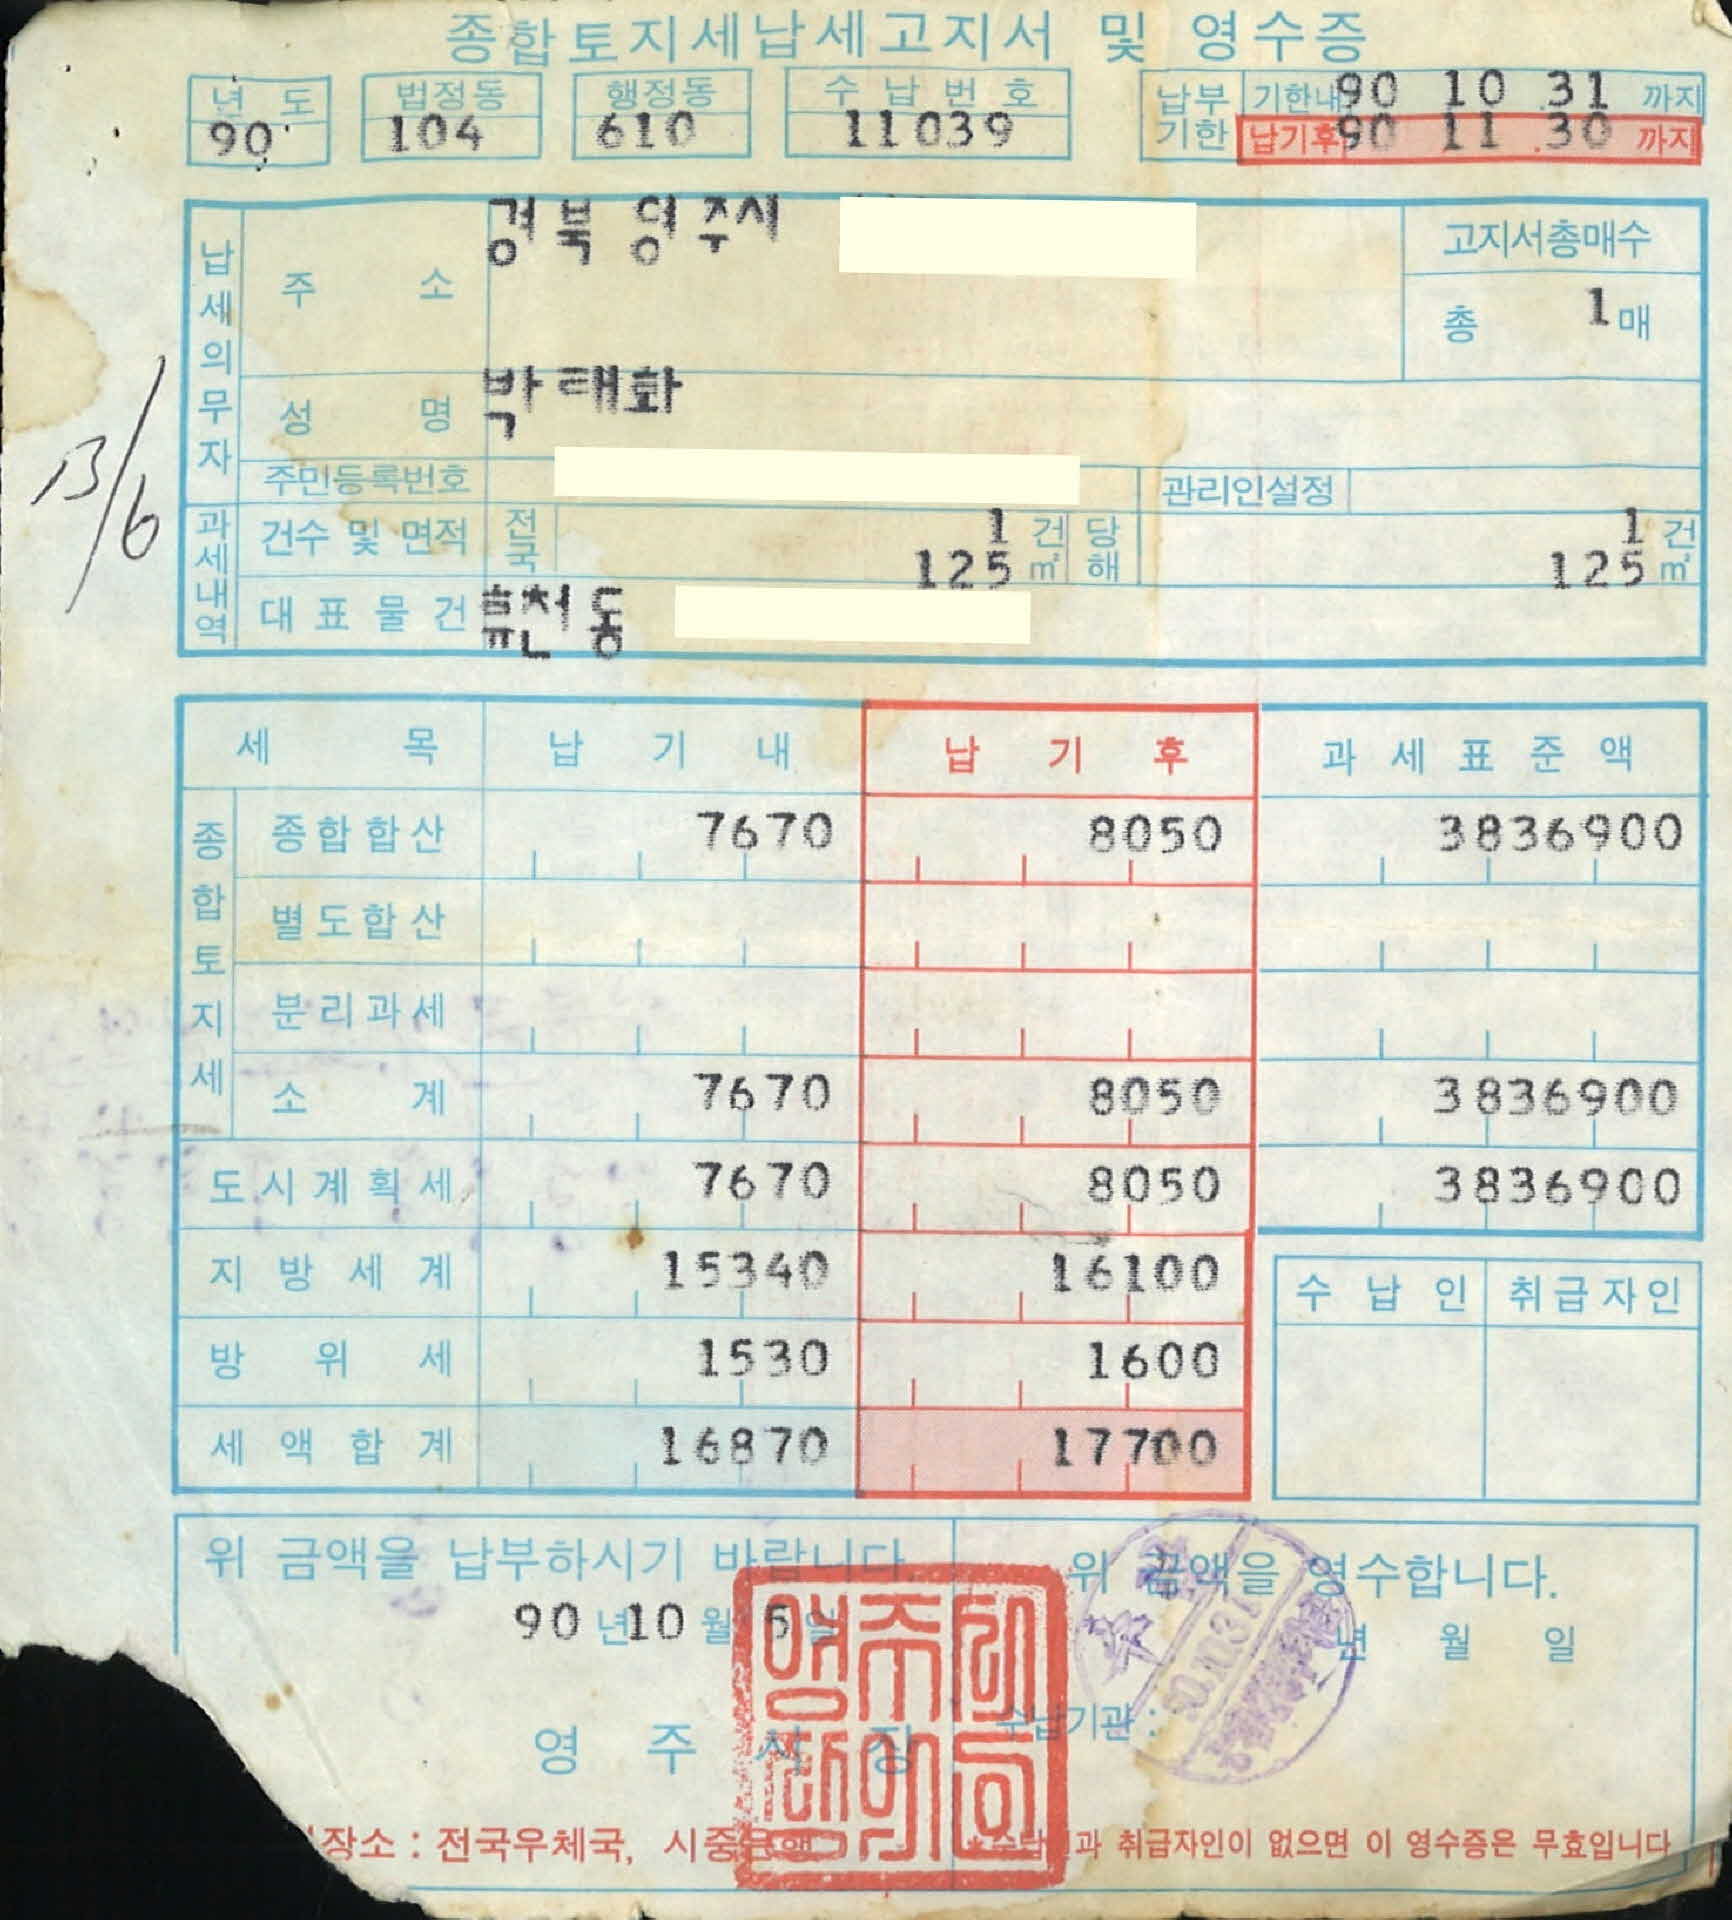 종합토지세납세고지서 및 영수증
년도 법정동 행정동 수납번호 납부기한 기한내 90 10 31 까지
90 104 610 11039 납기후 90 11 30 까지
납세의무자 주소 경북 영주시 고지서총매수
총 1매
성명 박태화
주민등록번호 관리인설정
과세내역 건수 및 면적 전국 1건 125㎡ 당해 1건 125㎡
대표물건 휴천동
13/6
세목 납기내 납기후 과세표준액
종합토지세 종합합산 7670 8050 3836900
별도합산
분리과세
소계 7670 8050 3836900
도시계획세 7670 8050 3836900
지방세계 15340 16100
수납인 취급자인
방위세 1530 1600
세액합계 16870 17700
위 금액을 납부하시기 바랍니다
90년 10월 6일
영주시장
위 금액을 영수합니다.
년 월 일
수납기관 :
장소 : 전국우체국, 시중은행
*수납인과 취급자인이 없으면 이 영수증은 무효입니다